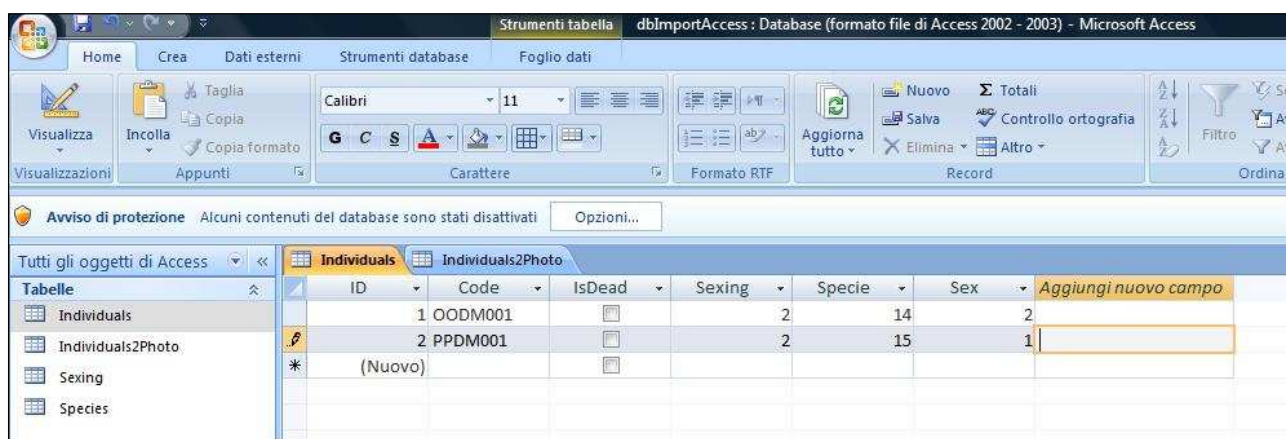 Strumenti tabella dbImportAccess : Database (formato file di Access 2002 - 2003) - Microsoft Access
Home Crea Dati esterni Strumenti database Foglio dati
Visualizza
Visualizzazioni
Incolla
Taglia
Copia
Copia formato
Appunti
Calibri 11
G C S A
Carattere
ab
Formato RTF
Aggiorna
tutto
Nuovo
Salva
Elimina
Totali
ABC Controllo ortografia
Altro
Record
A
Z
Z
A
Filtro
Ordina
Avviso di protezione Alcuni contenuti del database sono stati disattivati Opzioni...
Tutti gli oggetti di Access
Tabelle
Individuals
Individuals2Photo
Sexing
Species
Individuals Individuals2Photo
ID Code IsDead Sexing Specie Sex Aggiungi nuovo campo
1 OODM001 2 14 2
2 PPDM001 2 15 1
* (Nuovo)